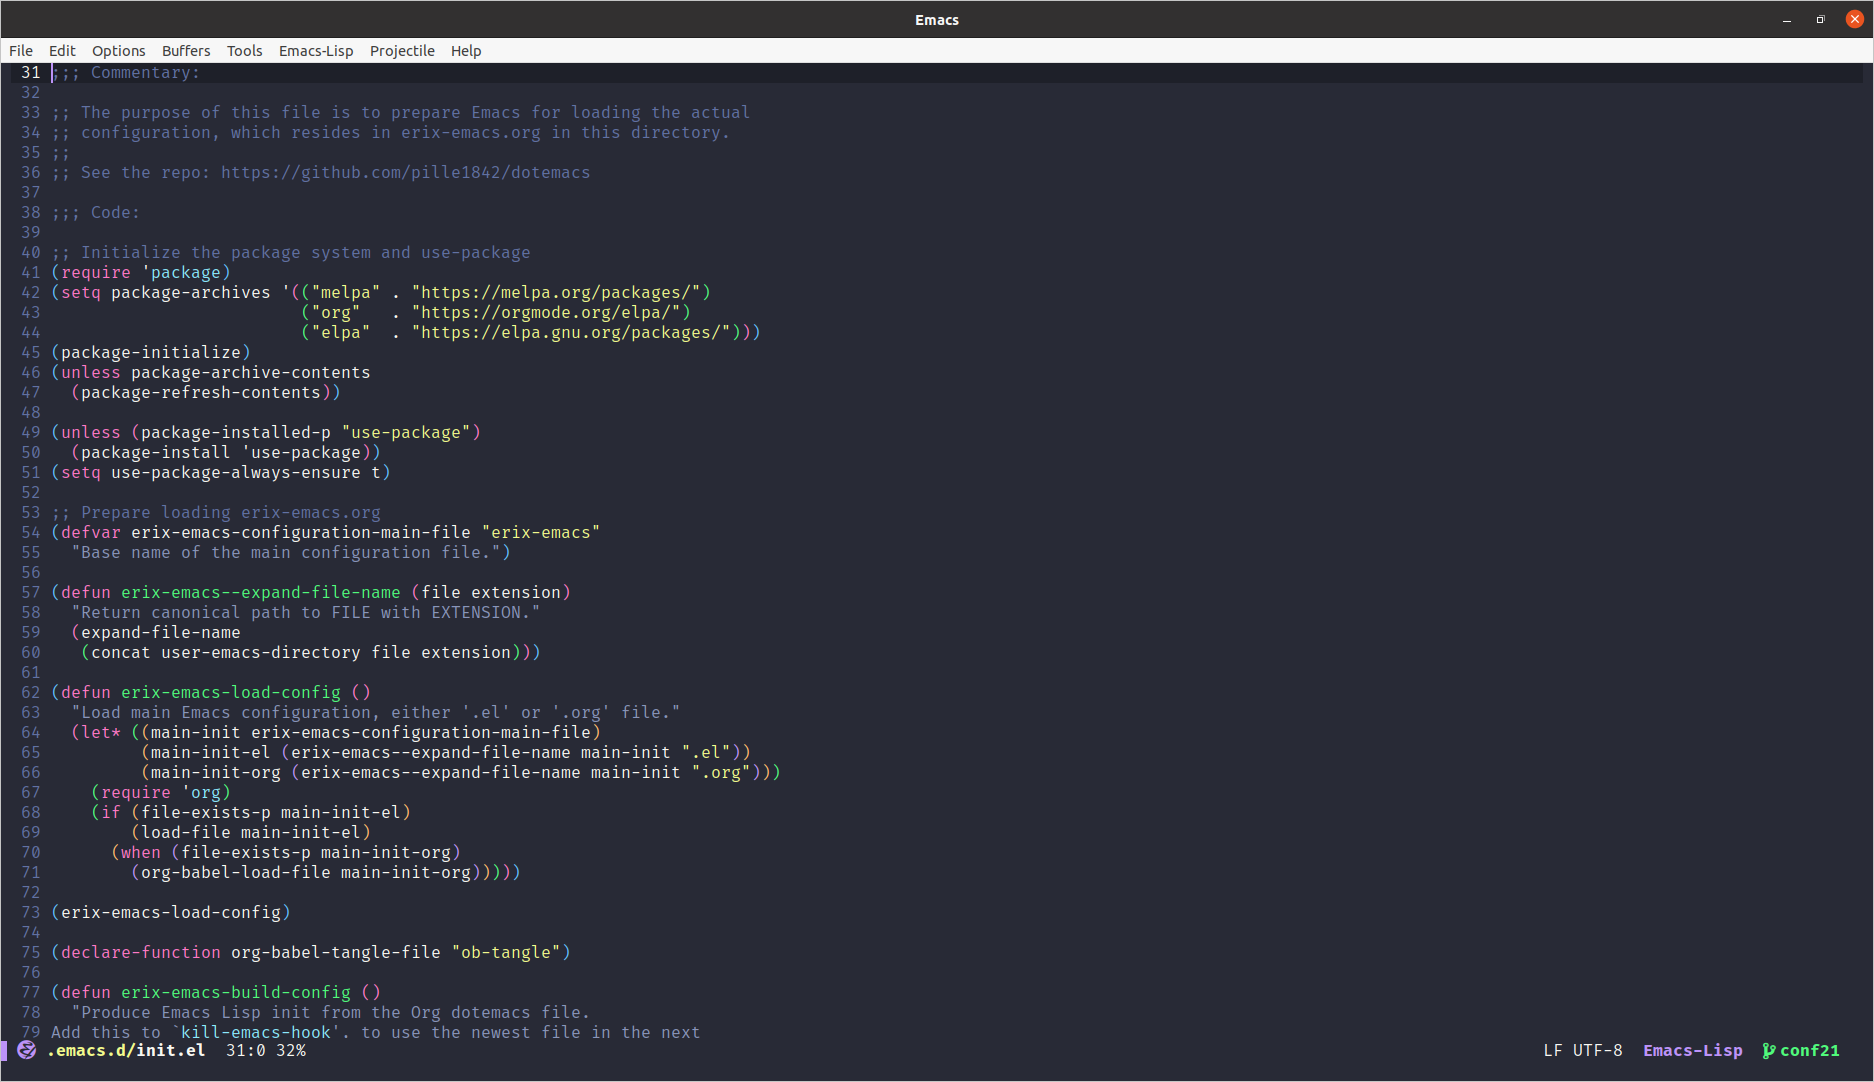 Emacs
File Edit Options Buffers Tools Emacs-Lisp Projectile Help
31 ;;; Commentary:
32
33 ;; The purpose of this file is to prepare Emacs for loading the actual
34 ;; configuration, which resides in erix-emacs.org in this directory.
35 ;;
36 ;; See the repo: https://github.com/pille1842/dotemacs
37
38 ;;; Code:
39
40 ;; Initialize the package system and use-package
41 (require 'package)
42 (setq package-archives '(("melpa" . "https://melpa.org/packages/")
43                          ("org"   . "https://orgmode.org/elpa/")
44                          ("elpa"  . "https://elpa.gnu.org/packages/")))
45 (package-initialize)
46 (unless package-archive-contents
47   (package-refresh-contents))
48
49 (unless (package-installed-p "use-package")
50   (package-install 'use-package))
51 (setq use-package-always-ensure t)
52
53 ;; Prepare loading erix-emacs.org
54 (defvar erix-emacs-configuration-main-file "erix-emacs"
55   "Base name of the main configuration file.")
56
57 (defun erix-emacs--expand-file-name (file extension)
58   "Return canonical path to FILE with EXTENSION."
59   (expand-file-name
60    (concat user-emacs-directory file extension)))
61
62 (defun erix-emacs-load-config ()
63   "Load main Emacs configuration, either '.el' or '.org' file."
64   (let* ((main-init erix-emacs-configuration-main-file)
65          (main-init-el (erix-emacs--expand-file-name main-init ".el"))
66          (main-init-org (erix-emacs--expand-file-name main-init ".org")))
67     (require 'org)
68     (if (file-exists-p main-init-el)
69         (load-file main-init-el)
70       (when (file-exists-p main-init-org)
71         (org-babel-load-file main-init-org)))))
72
73 (erix-emacs-load-config)
74
75 (declare-function org-babel-tangle-file "ob-tangle")
76
77 (defun erix-emacs-build-config ()
78   "Produce Emacs Lisp init from the Org dotemacs file.
79 Add this to `kill-emacs-hook'. to use the newest file in the next
.emacs.d/init.el 31:0 32% LF UTF-8 Emacs-Lisp conf21